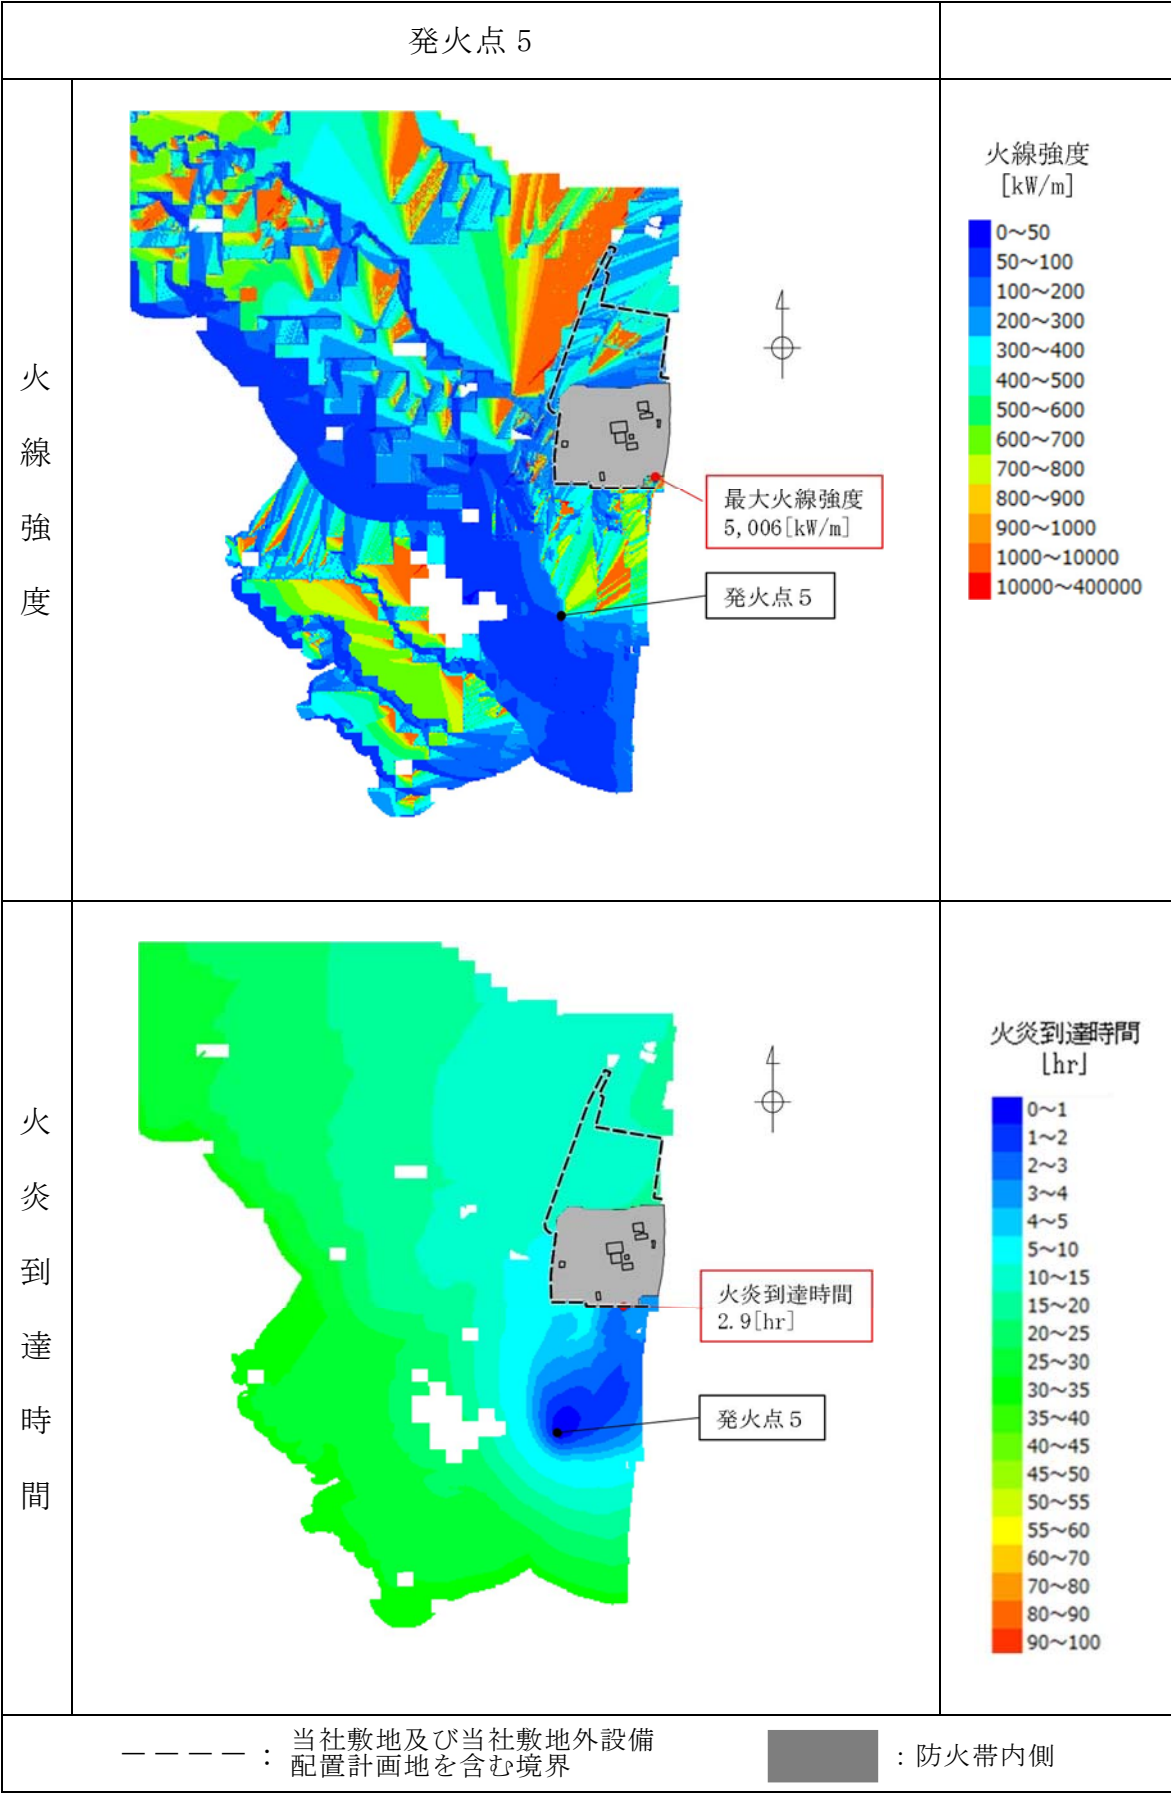 発火点5
火線強度
火線強度
[kW/m]
0～50
50～100
100～200
200～300
300～400
400～500
500～600
600～700
700～800
800～900
900～1000
1000～10000
10000～400000
最大火線強度
5,006[kW/m]
発火点5
火炎到達時間
火炎到達時間
[hr]
0～1
1～2
2～3
3～4
4～5
5～10
10～15
15～20
20～25
25～30
30～35
35～40
40～45
45～50
50～55
55～60
60～70
70～80
80～90
90～100
火炎到達時間
2.9[hr]
発火点5
－－－－：当社敷地及び当社敷地外設備
配置計画地を含む境界
：防火帯内側